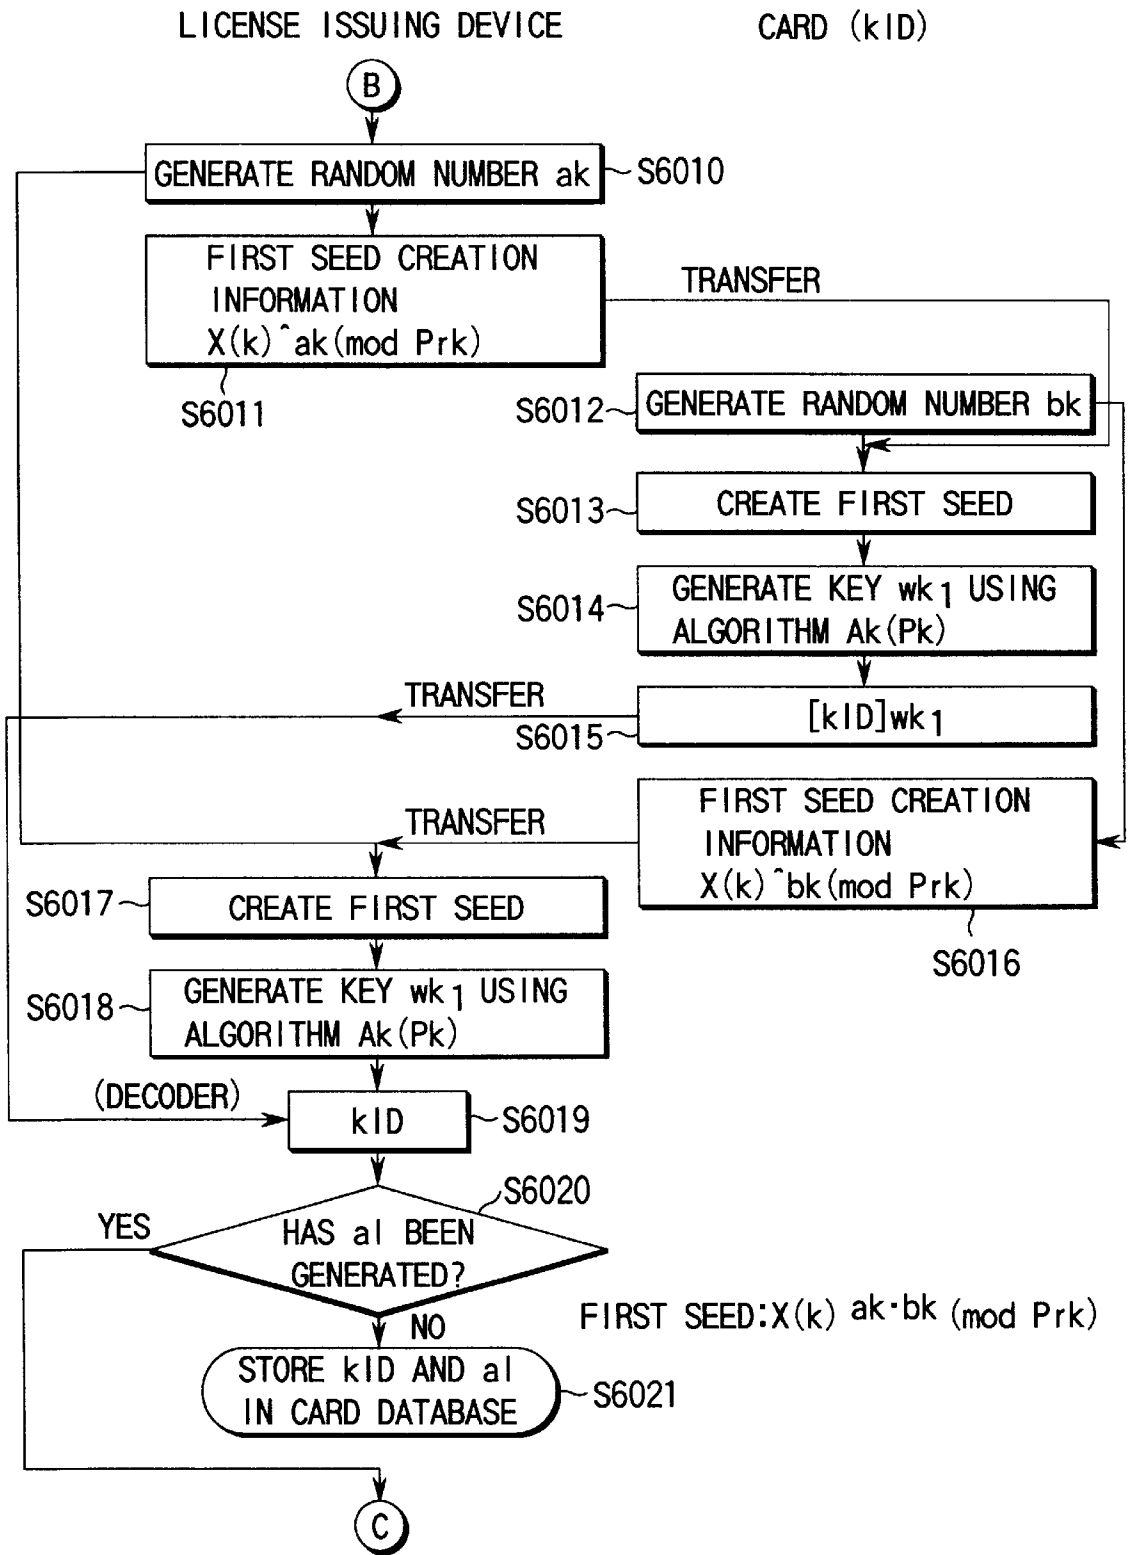 LICENSE ISSUING DEVICE
CARD (kID)
B
GENERATE RANDOM NUMBER ak
S6010
FIRST SEED CREATION
INFORMATION
X(k)^ak(mod Prk)
TRANSFER
S6011
S6012
GENERATE RANDOM NUMBER bk
S6013
CREATE FIRST SEED
S6014
GENERATE KEY wk1 USING
ALGORITHM Ak(Pk)
TRANSFER
S6015
[kID]wk1
FIRST SEED CREATION
INFORMATION
X(k)^bk(mod Prk)
TRANSFER
S6016
S6017
CREATE FIRST SEED
S6018
GENERATE KEY wk1 USING
ALGORITHM Ak(Pk)
(DECODER)
kID
S6019
S6020
YES
HAS al BEEN
GENERATED?
NO
FIRST SEED:X(k) ak·bk (mod Prk)
STORE kID AND al
IN CARD DATABASE
S6021
C